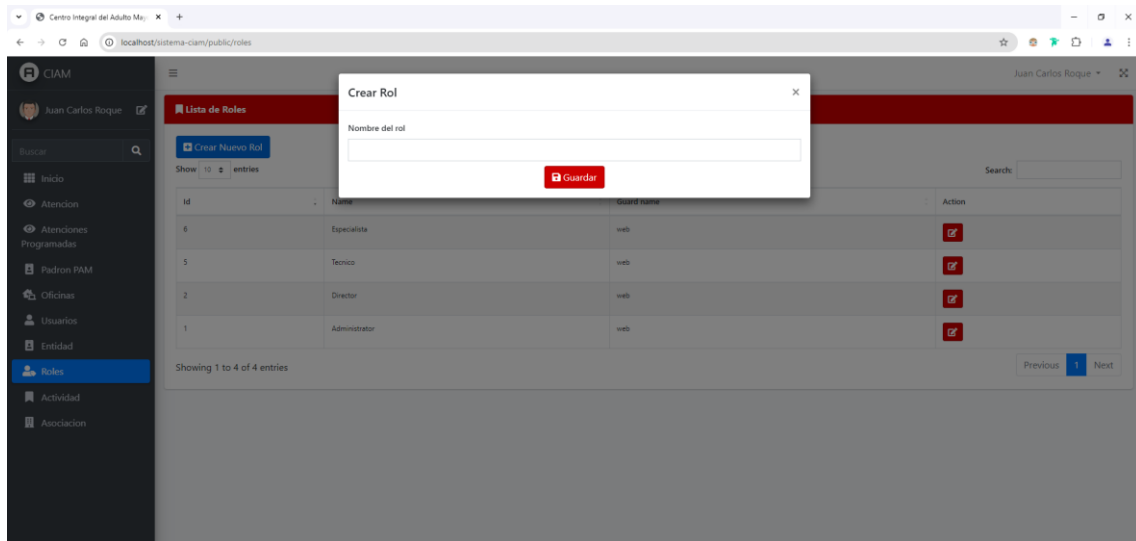 Centro Integral del Adulto May
localhost/sistema-ciam/public/roles
CIAM
Juan Carlos Roque
Juan Carlos Roque
Buscar
Inicio
Atencion
Atenciones
Programadas
Padron PAM
Oficinas
Usuarios
Entidad
Roles
Actividad
Asociacion
Lista de Roles
Crear Nuevo Rol
Show 10 entries
Search:
Id Name Guard name Action
6 Especialista web
5 Tecnico web
2 Director web
1 Administrator web
Showing 1 to 4 of 4 entries
Previous 1 Next
Crear Rol ×
Nombre del rol
Guardar